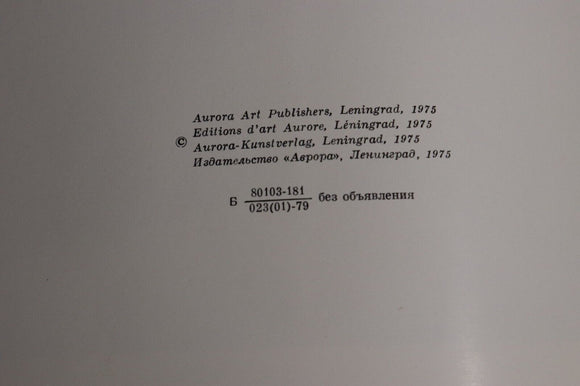 Aurora Art Publishers, Leningrad, 1975
Editions d'art Aurore, Léningrad, 1975
© Aurora-Kunstverlag, Leningrad, 1975
Издательство «Аврора», Ленинград, 1975
Б 80103-181
023(01)-79 без объявления